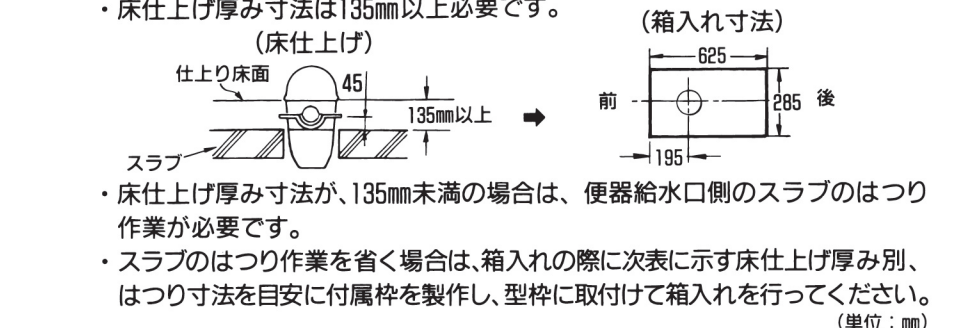 ・床仕上げ厚み寸法は135mm以上必要です。
（床仕上げ）
仕上り床面
45
135mm以上
スラブ
（箱入れ寸法）
625
前
285
後
195
・床仕上げ厚み寸法が、135mm未満の場合は、便器給水口側のスラブのはつり
作業が必要です。
・スラブのはつり作業を省く場合は、箱入れの際に次表に示す床仕上げ厚み別、
はつり寸法を目安に付属枠を製作し、型枠に取付けて箱入れを行ってください。
（単位：mm）